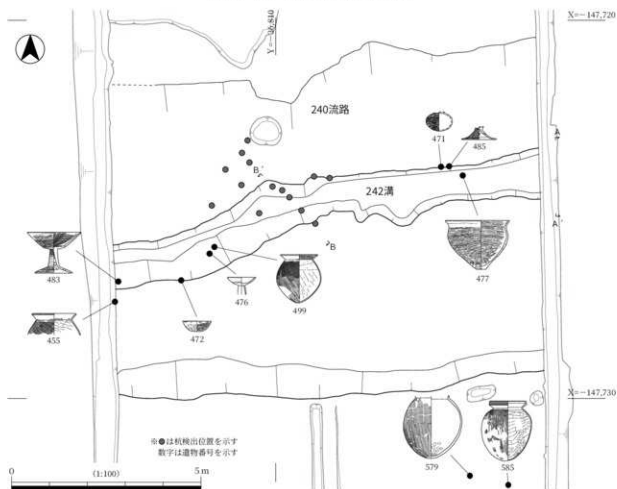 X=－147,720
240流路
471
485
A
B´
242溝
A´
B
483
476
499
477
455
472
X=－147,730
※●は杭検出位置を示す
数字は遺物番号を示す
579
585
0
(1:100)
5 m